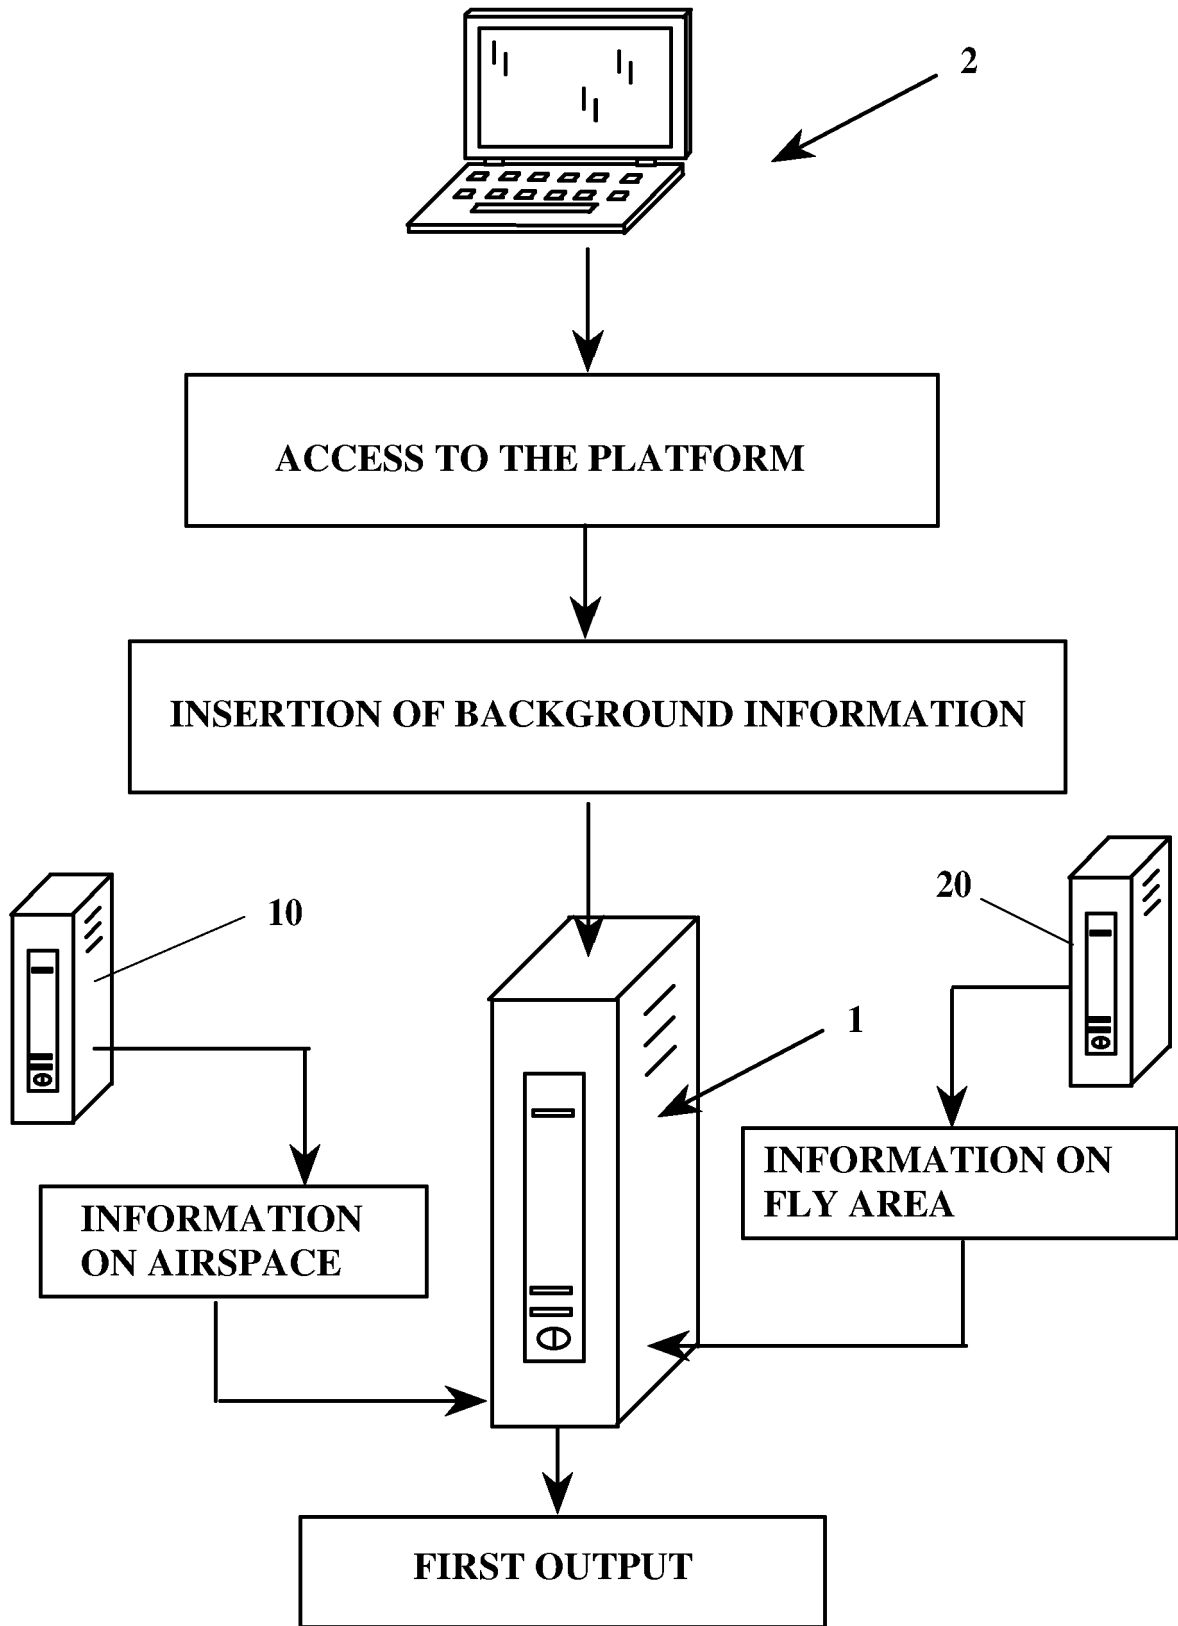 2
ACCESS TO THE PLATFORM
INSERTION OF BACKGROUND INFORMATION
10
20
1
INFORMATION ON
FLY AREA
INFORMATION
ON AIRSPACE
FIRST OUTPUT